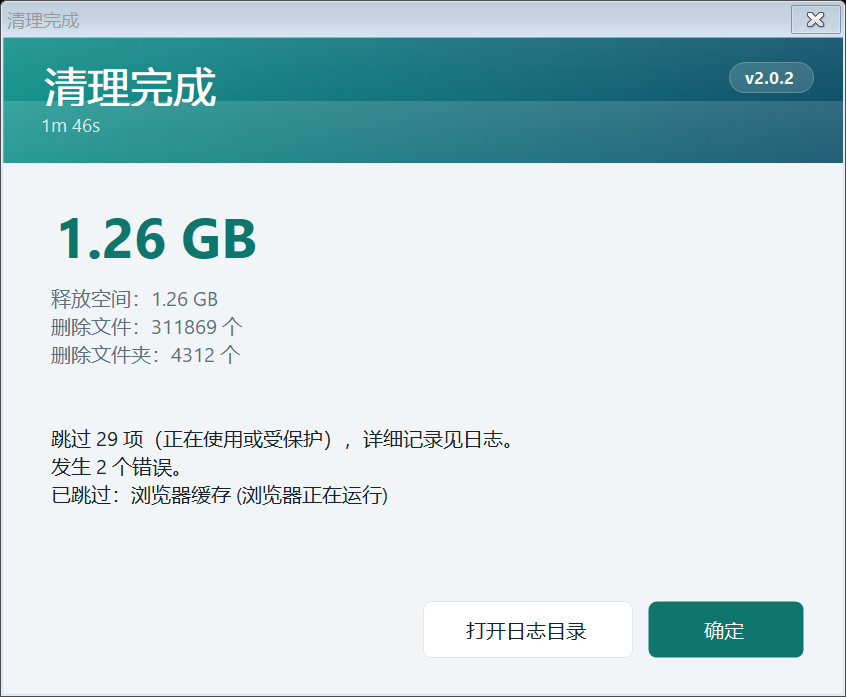 清理完成
清理完成
v2.0.2
1m 46s
1.26 GB
释放空间：1.26 GB
删除文件：311869 个
删除文件夹：4312 个
跳过 29 项（正在使用或受保护），详细记录见日志。
发生 2 个错误。
已跳过：浏览器缓存 (浏览器正在运行)
打开日志目录
确定